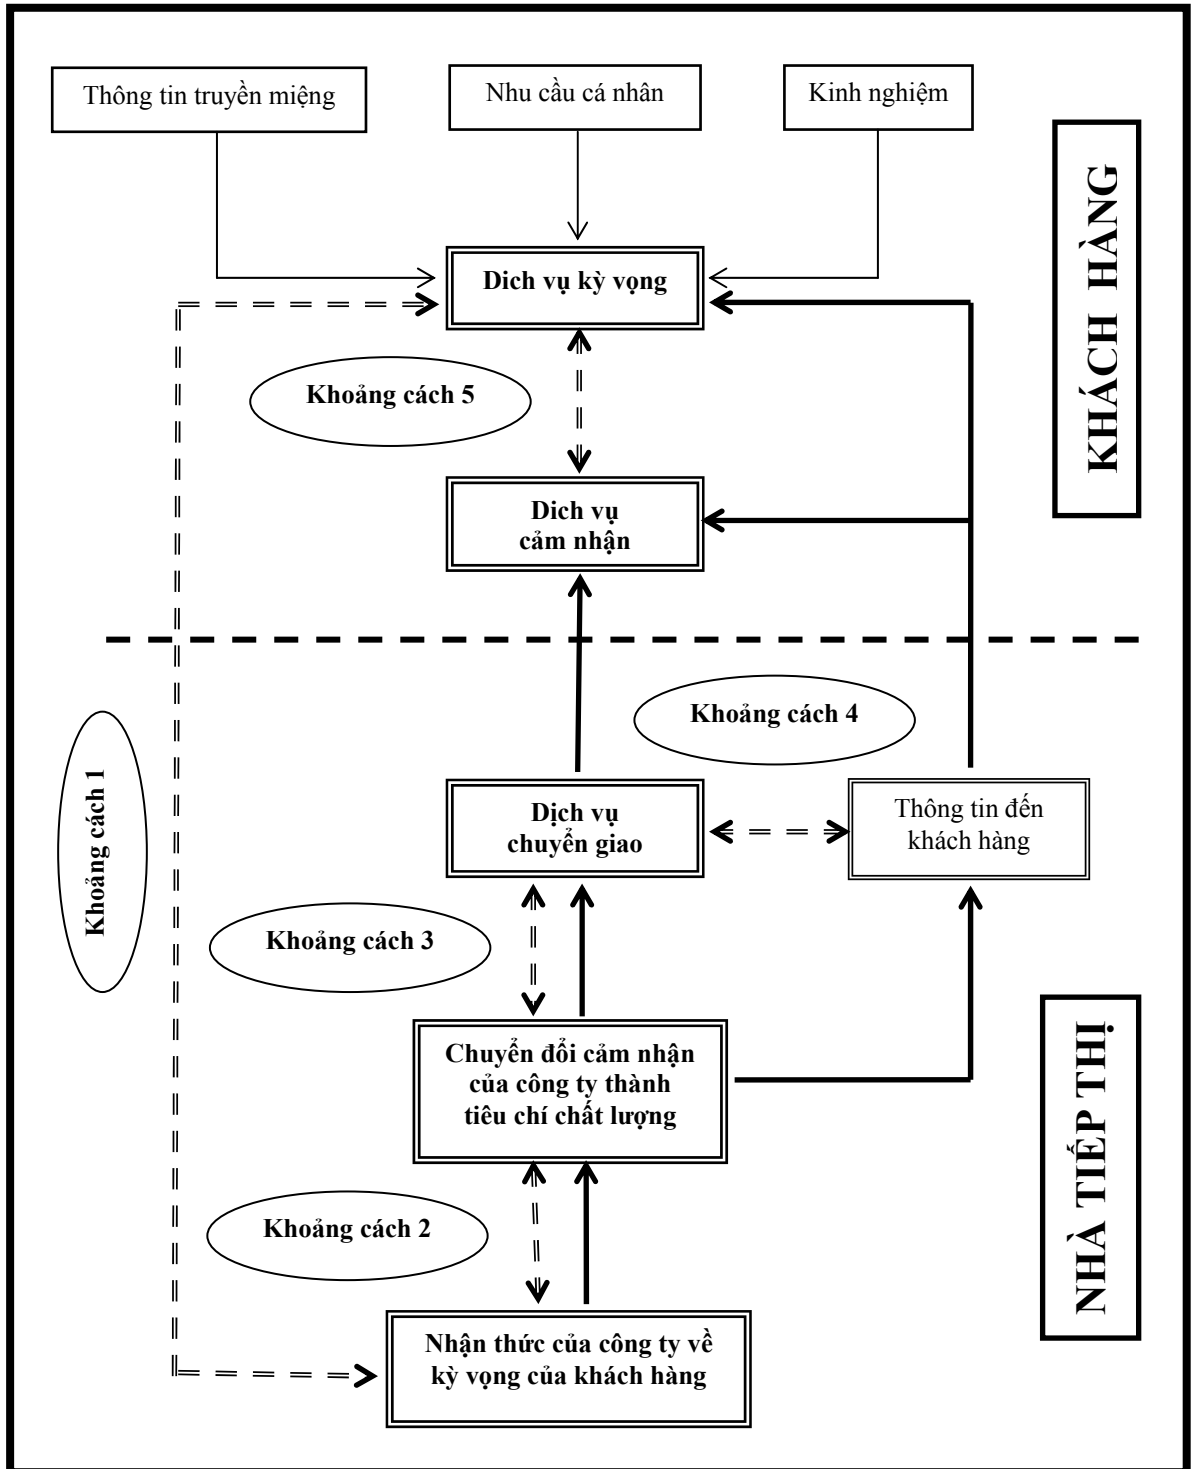 Thông tin truyền miệng
Nhu cầu cá nhân
Kinh nghiệm
KHÁCH HÀNG
Dich vụ kỳ vọng
Khoảng cách 5
Dich vụ
cảm nhận
Khoảng cách 4
Khoảng cách 1
Dịch vụ
chuyển giao
Thông tin đến
khách hàng
Khoảng cách 3
NHÀ TIẾP THỊ
Chuyển đổi cảm nhận
của công ty thành
tiêu chí chất lượng
Khoảng cách 2
Nhận thức của công ty về
kỳ vọng của khách hàng